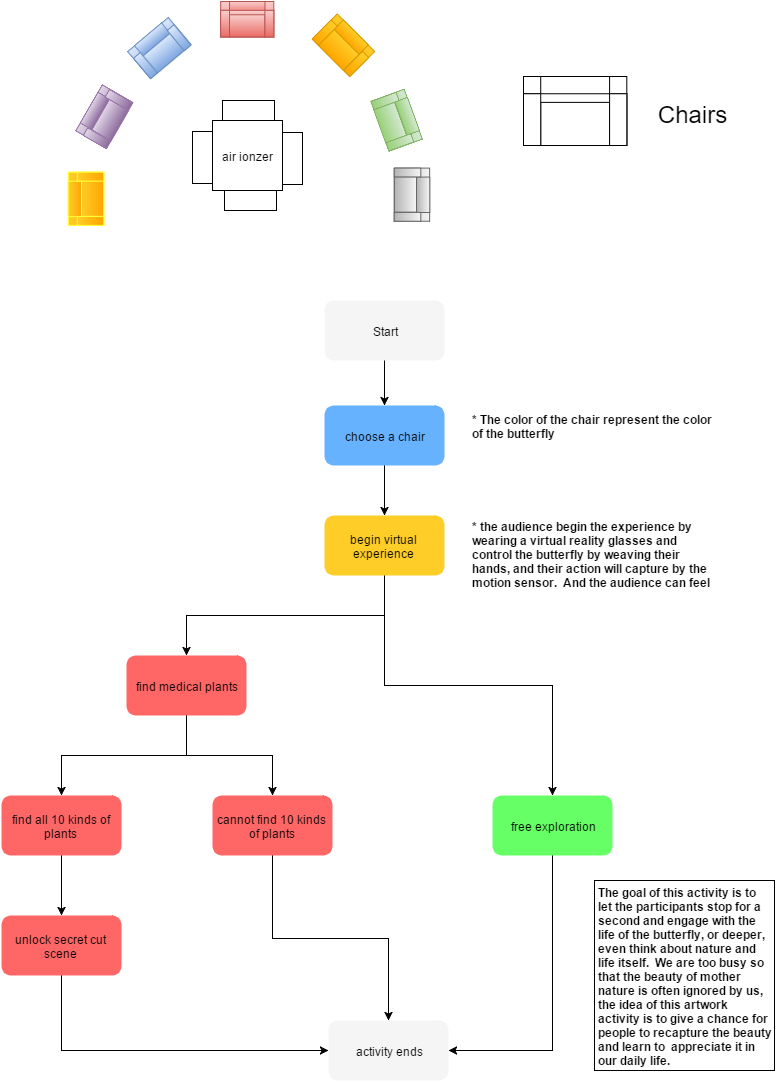 air ionzer
Chairs
Start
choose a chair
* The color of the chair represent the color
of the butterfly
begin virtual
experience
* the audience begin the experience by
wearing a virtual reality glasses and
control the butterfly by weaving their
hands, and their action will capture by the
motion sensor.  And the audience can feel
find medical plants
find all 10 kinds of
plants
cannot find 10 kinds
of plants
free exploration
unlock secret cut
scene
The goal of this activity is to
let the participants stop for a
second and engage with the
life of the butterfly, or deeper,
even think about nature and
life itself.  We are too busy so
that the beauty of mother
nature is often ignored by us,
the idea of this artwork
activity is to give a chance for
people to recapture the beauty
and learn to  appreciate it in
our daily life.
activity ends